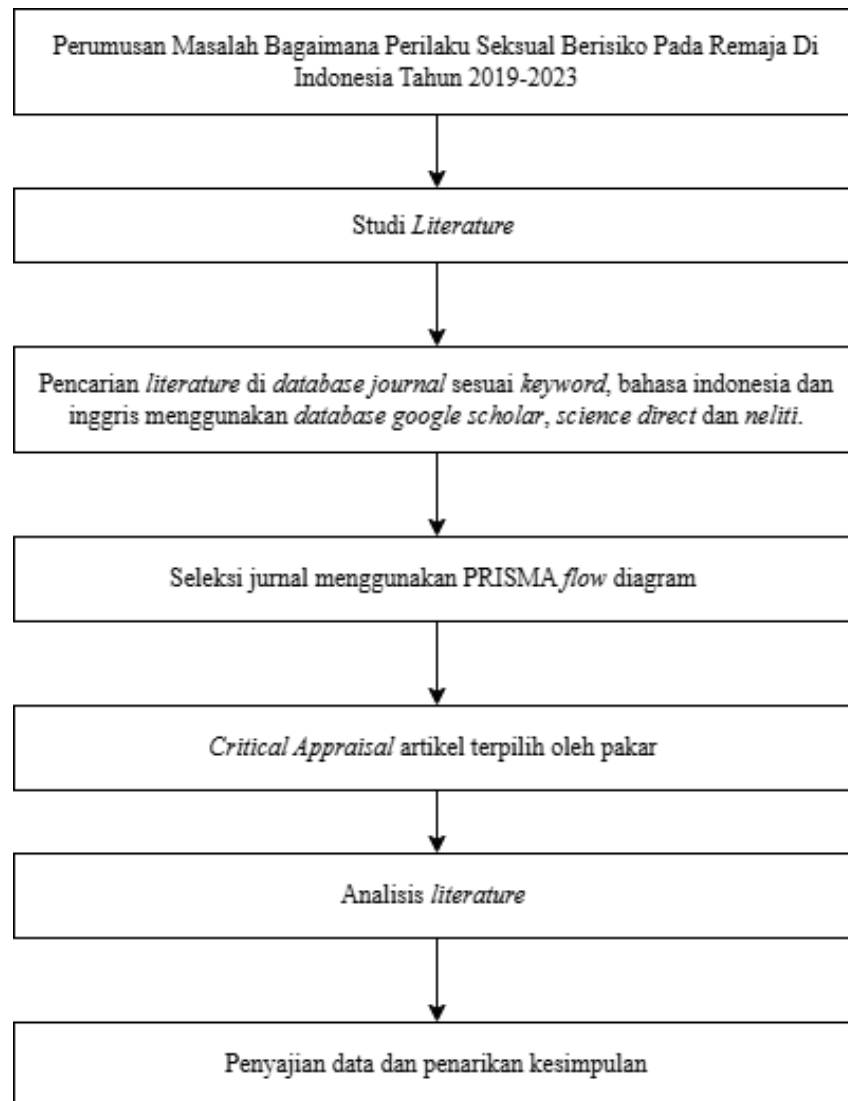 Perumusan Masalah Bagaimana Perilaku Seksual Berisiko Pada Remaja Di
Indonesia Tahun 2019-2023
Studi Literature
Pencarian literature di database journal sesuai keyword, bahasa indonesia dan
inggris menggunakan database google scholar, science direct dan neliti.
Seleksi jurnal menggunakan PRISMA flow diagram
Critical Appraisal artikel terpilih oleh pakar
Analisis literature
Penyajian data dan penarikan kesimpulan